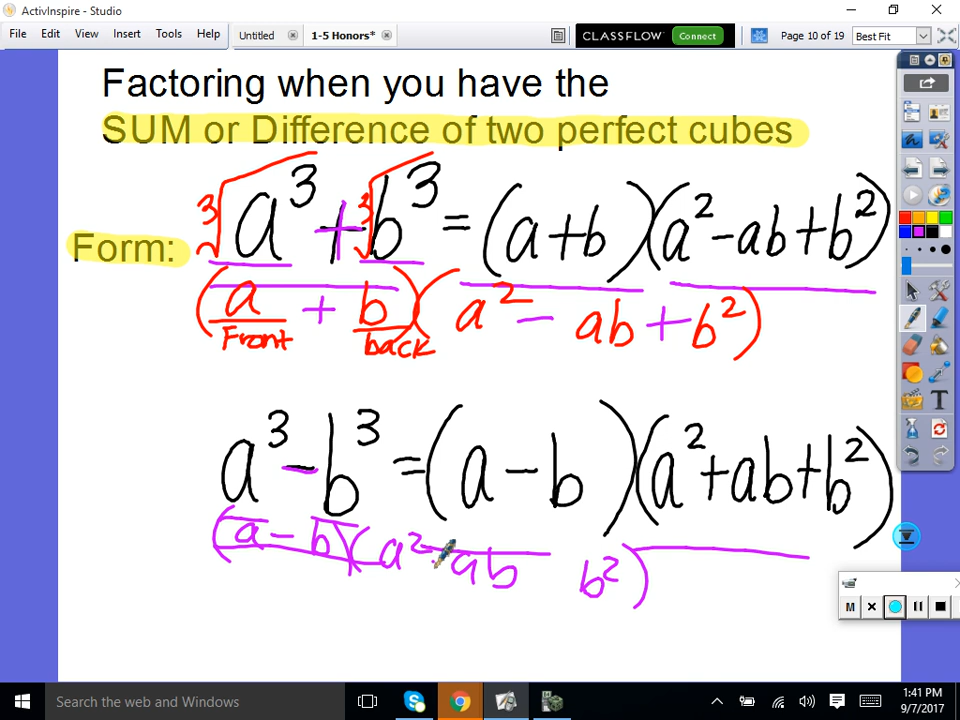 ActivInspire - Studio
File Edit View Insert Tools Help Untitled 1-5 Honors* CLASSFLOW Connect Page 10 of 19 Best Fit
Factoring when you have the
SUM or Difference of two perfect cubes
Form: ∛a³ + ∛b³ = (a+b)(a²-ab+b²)
(a + b)(a² - ab + b²)
Front back
a³ - b³ = (a - b)(a² + ab + b²)
(a - b)(a² ab b²)
M
Search the web and Windows
1:41 PM
9/7/2017